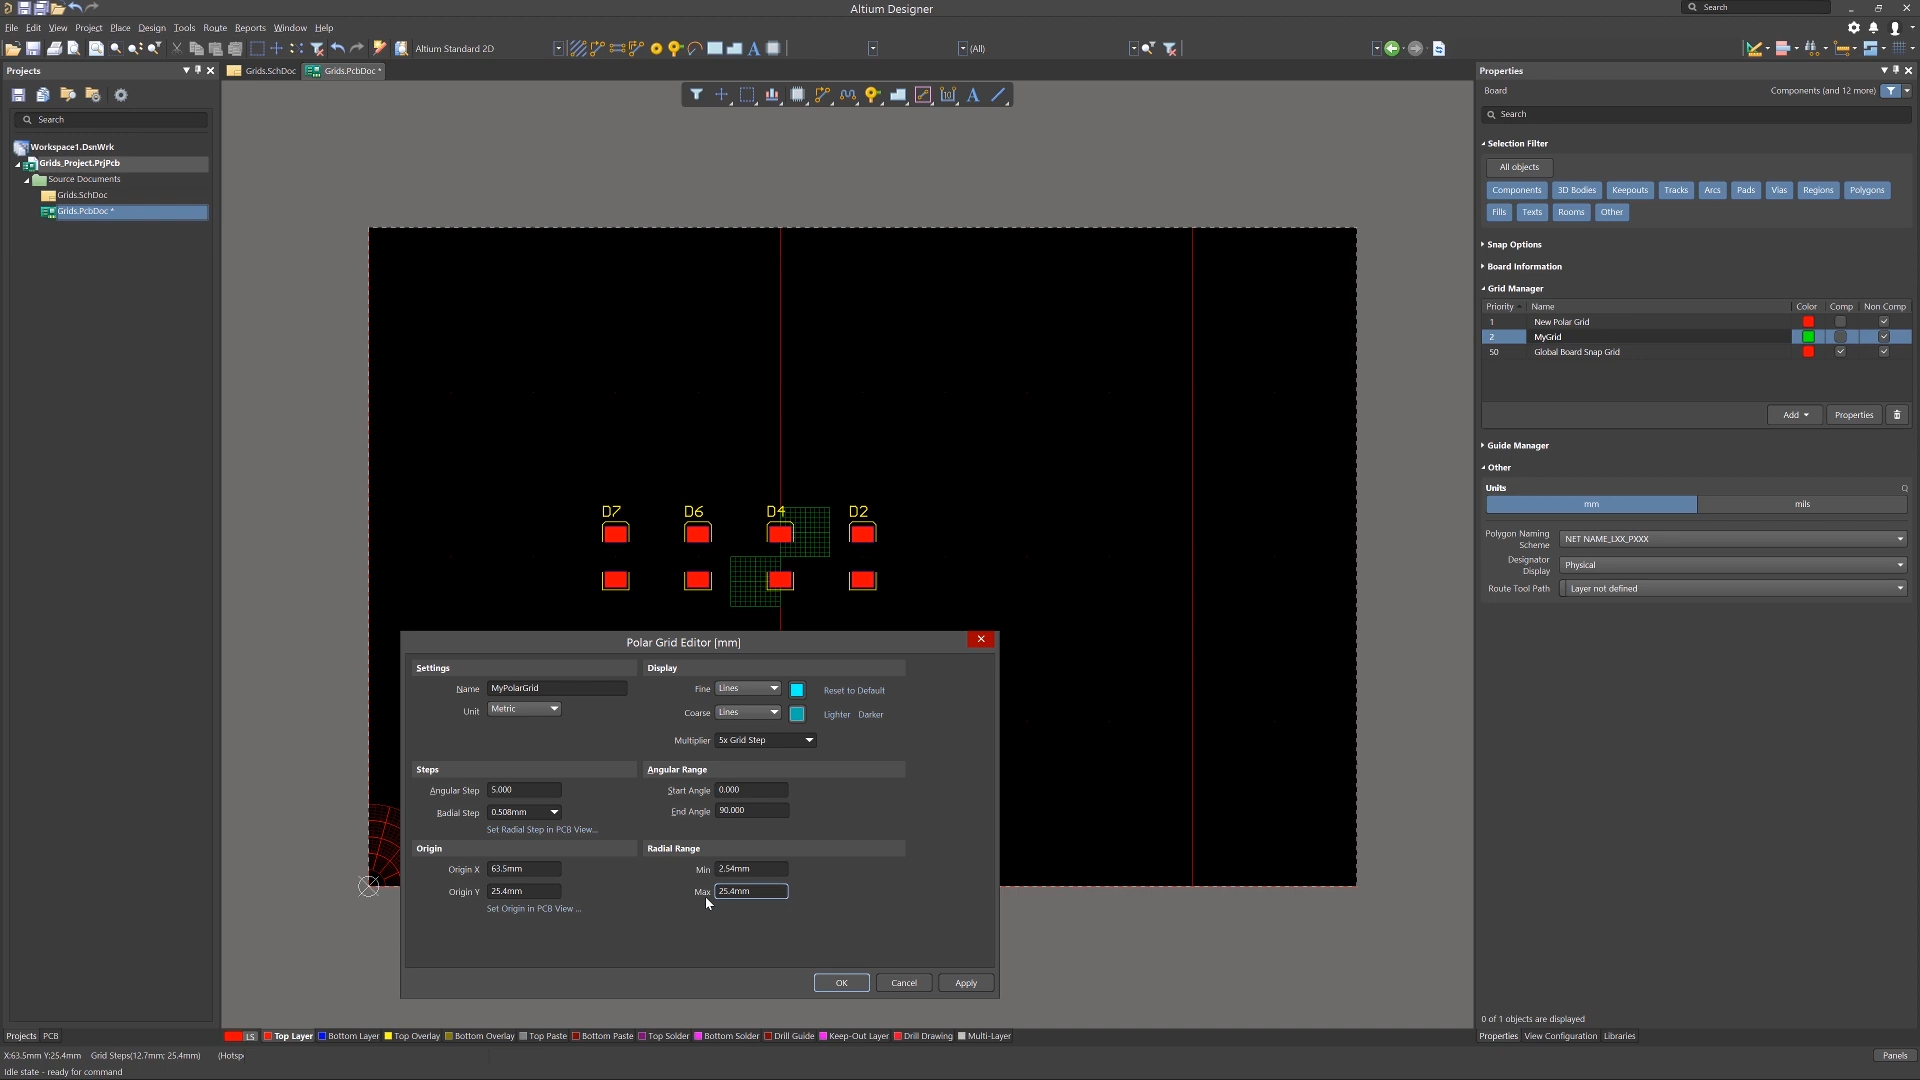 Altium Designer
Search
File Edit View Project Place Design Tools Route Reports Window Help
Altium Standard 2D
(All)
Projects
Grids.SchDoc
Grids.PcbDoc *
Properties
Board
Components (and 12 more)
Search
Search
Workspace1.DsnWrk
Grids_Project.PrjPcb
Source Documents
Grids.SchDoc
Grids.PcbDoc *
Selection Filter
All objects
Components 3D Bodies Keepouts Tracks Arcs Pads Vias Regions Polygons
Fills Texts Rooms Other
Snap Options
Board Information
Grid Manager
Priority Name Color Comp Non Comp
1 New Polar Grid
2 MyGrid
50 Global Board Snap Grid
Add Properties
Guide Manager
Other
Units
mm mils
Polygon Naming Scheme NET NAME_LXX_PXXX
Designator Display Physical
Route Tool Path Layer not defined
D7 D6 D4 D2
Polar Grid Editor [mm]
Settings
Name MyPolarGrid
Unit Metric
Display
Fine Lines Reset to Default
Coarse Lines Lighter Darker
Multiplier 5x Grid Step
Steps
Angular Step 5.000
Radial Step 0.508mm
Set Radial Step in PCB View...
Angular Range
Start Angle 0.000
End Angle 90.000
Origin
Origin X 63.5mm
Origin Y 25.4mm
Set Origin in PCB View ...
Radial Range
Min 2.54mm
Max 25.4mm
OK Cancel Apply
0 of 1 objects are displayed
Projects PCB
LS Top Layer Bottom Layer Top Overlay Bottom Overlay Top Paste Bottom Paste Top Solder Bottom Solder Drill Guide Keep-Out Layer Drill Drawing Multi-Layer
Properties View Configuration Libraries
X:63.5mm Y:25.4mm Grid Steps(12.7mm; 25.4mm) (Hotsp
Panels
Idle state - ready for command